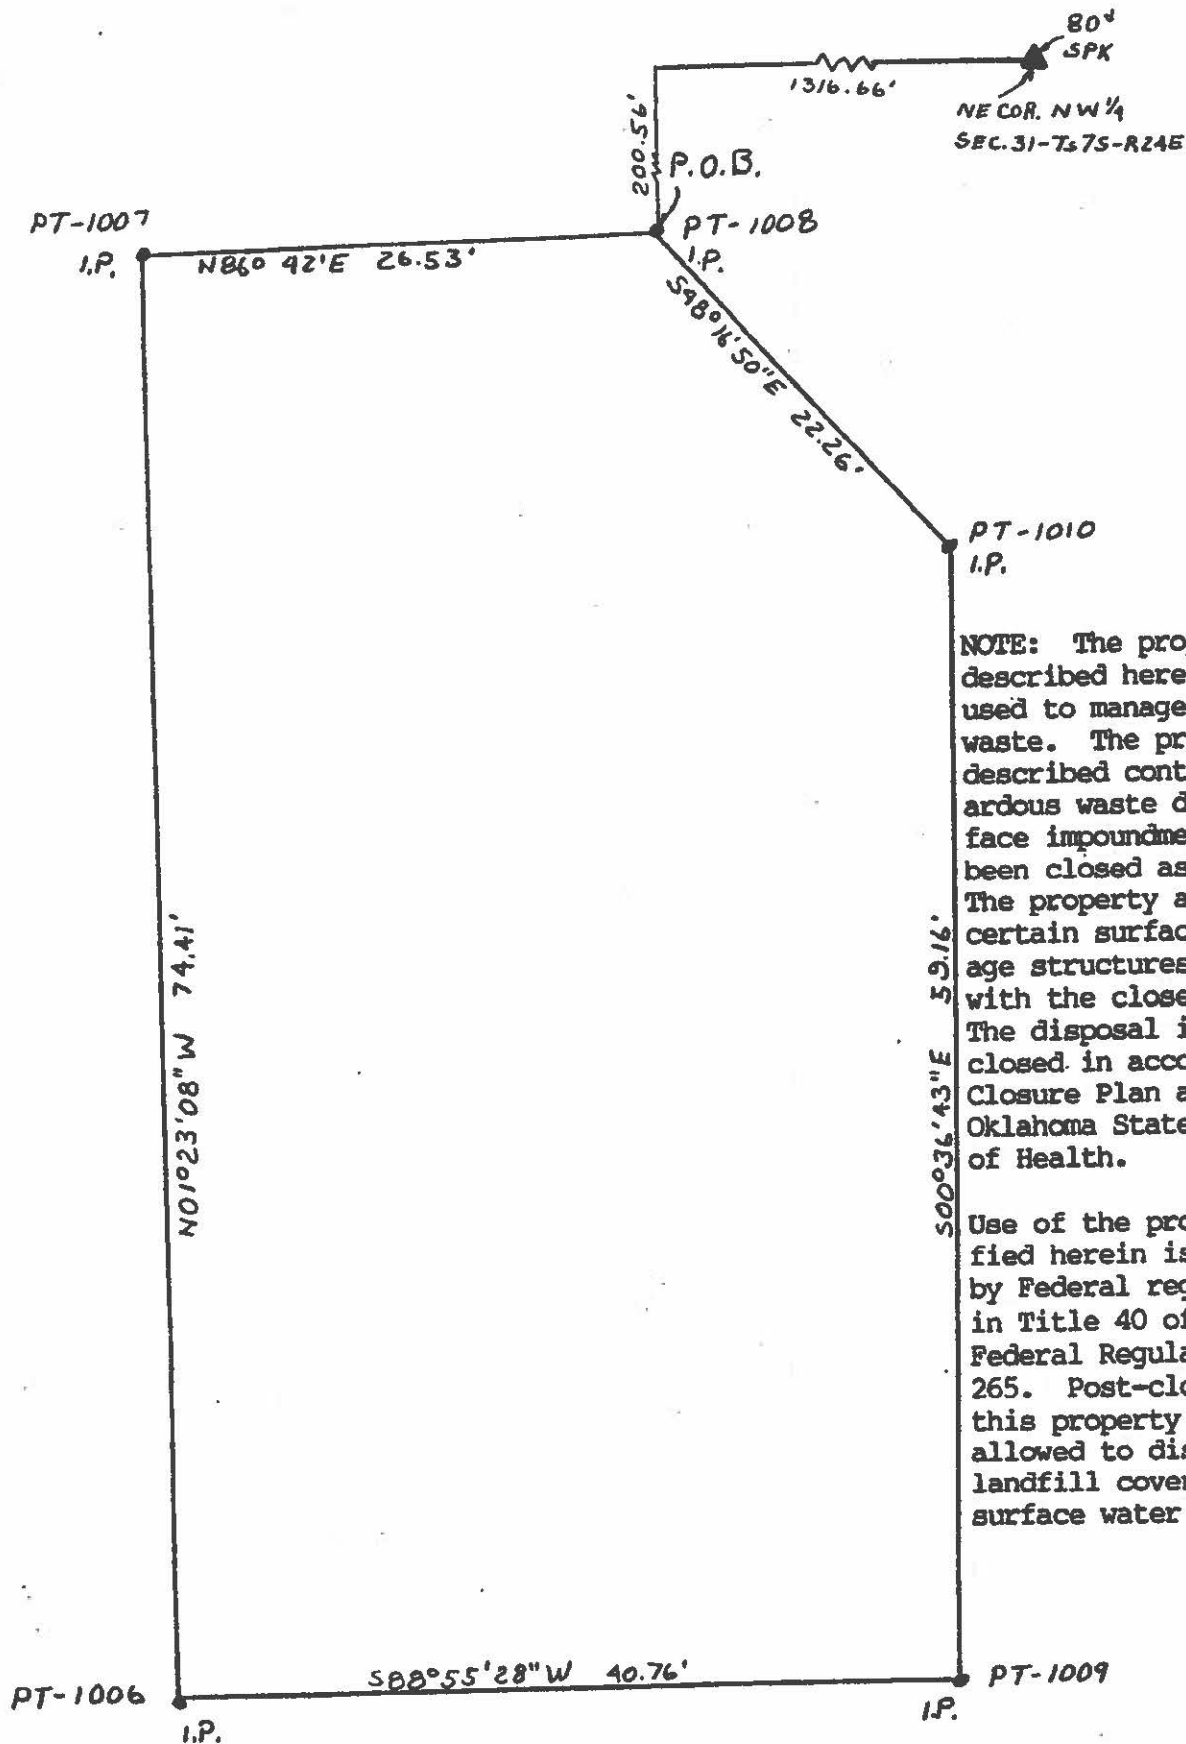 80d
SPK
1316.66'
NE COR. NW 1/4
SEC. 31-Ts 7S-R24E
200.56'
P.O.B.
PT-1007
I.P.
N86° 42'E 26.53'
PT-1008
I.P.
S48°16'50"E 22.26'
PT-1010
I.P.
NOTE: The pro
described here
used to manage
waste. The pr
described cont
ardous waste d
face impoundme
been closed as
The property a
certain surfac
age structures
with the close
The disposal i
closed in acco
Closure Plan a
Oklahoma State
of Health.
Use of the pro
fied herein is
by Federal reg
in Title 40 of
Federal Regula
265. Post-clo
this property
allowed to dis
landfill cover
surface water
N01°23'08"W 74.41'
S00°36'43"E 59.16'
S88°55'28"W 40.76'
PT-1006
I.P.
PT-1009
I.P.